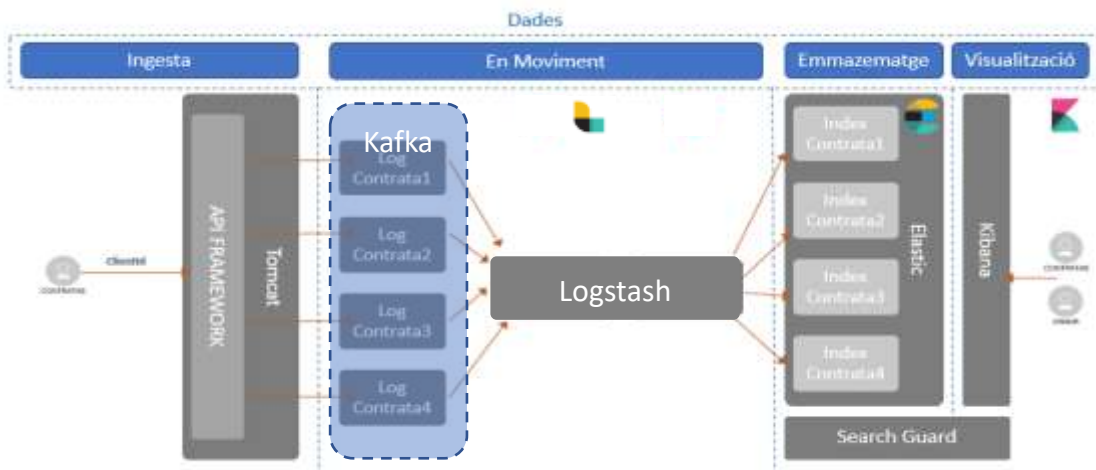 Dades
Ingesta
En Moviment
Emmazematge
Visualització
Kafka
Log
Contrata1
Log
Contrata2
Log
Contrata3
Log
Contrata4
API FRAMEWORK
Tomcat
ClientId
Logstash
Index
Contrata1
Index
Contrata2
Index
Contrata3
Index
Contrata4
Elastic
Kibana
Search Guard